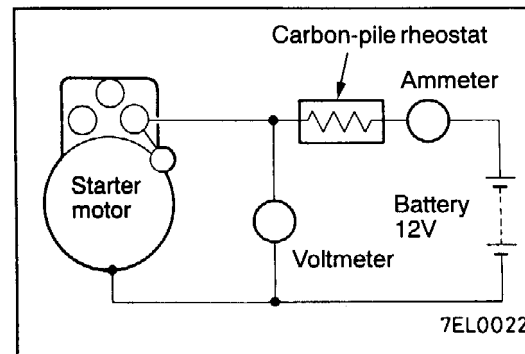 Carbon-pile rheostat
Ammeter
Starter
motor
Battery
12V
Voltmeter
7EL0022